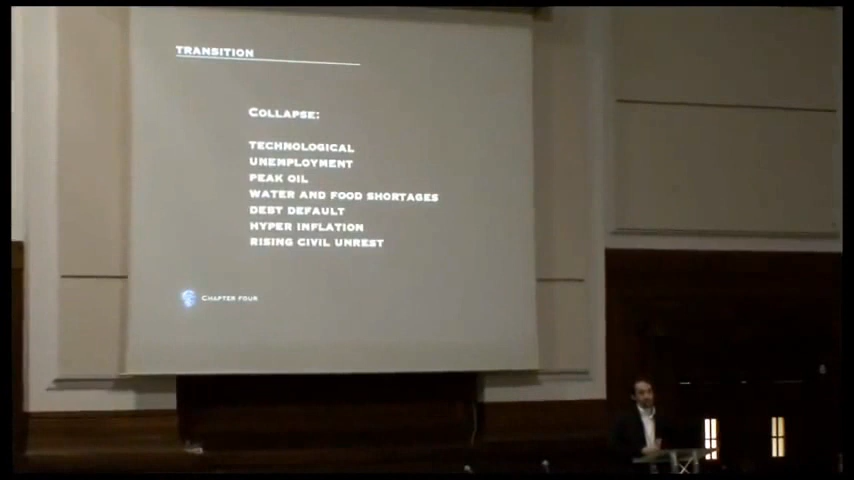 TRANSITION
COLLAPSE:
TECHNOLOGICAL
UNEMPLOYMENT
PEAK OIL
WATER AND FOOD SHORTAGES
DEBT DEFAULT
HYPER INFLATION
RISING CIVIL UNREST
CHAPTER FOUR